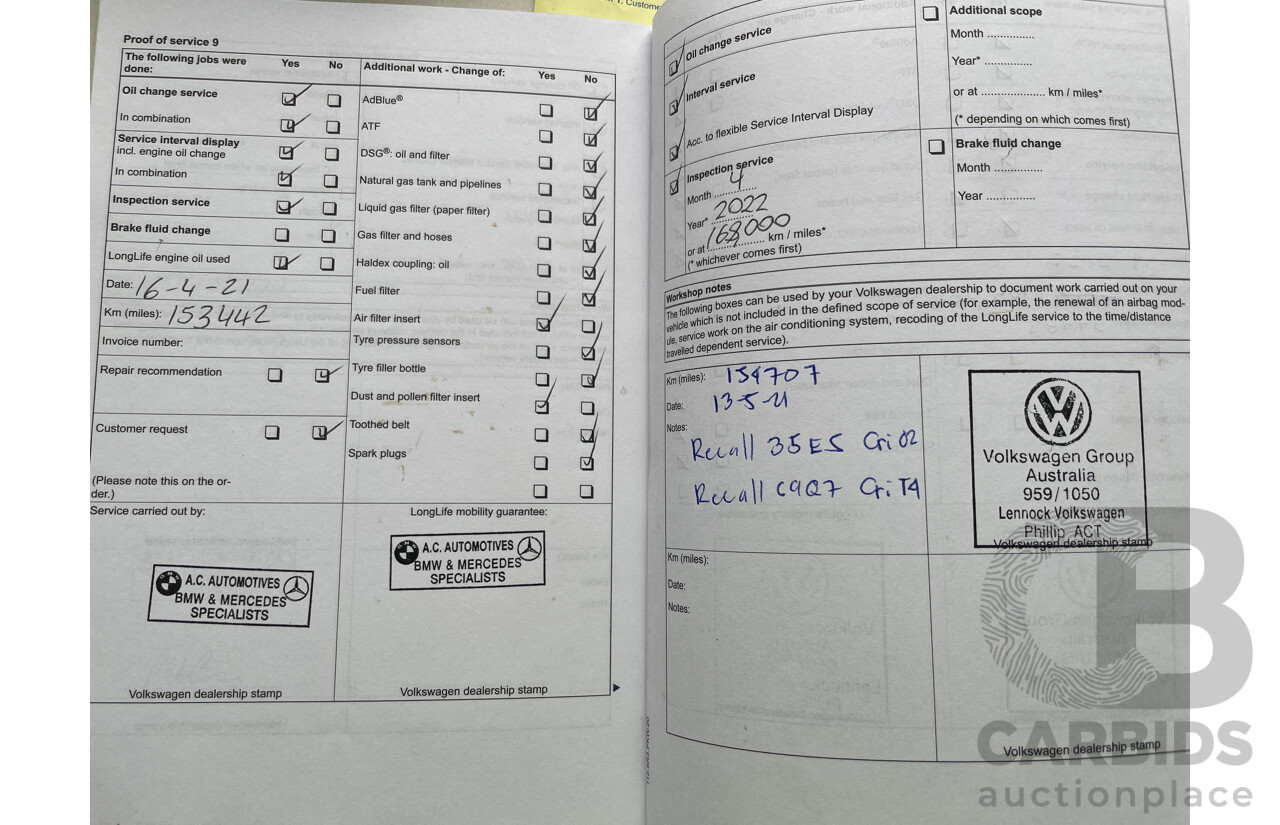 1. Custome
Proof of service 9
The following jobs were done: Yes No
Oil change service
In combination
Service interval display
incl. engine oil change
In combination
Inspection service
Brake fluid change
LongLife engine oil used
Date: 16-4-21
Km (miles): 153442
Invoice number:
Repair recommendation
Customer request
(Please note this on the or-
der.)
Additional work - Change of: Yes No
AdBlue®
ATF
DSG®: oil and filter
Natural gas tank and pipelines
Liquid gas filter (paper filter)
Gas filter and hoses
Haldex coupling: oil
Fuel filter
Air filter insert
Tyre pressure sensors
Tyre filler bottle
Dust and pollen filter insert
Toothed belt
Spark plugs
Service carried out by:
A.C. AUTOMOTIVES
BMW & MERCEDES
SPECIALISTS
Volkswagen dealership stamp
LongLife mobility guarantee:
A.C. AUTOMOTIVES
BMW & MERCEDES
SPECIALISTS
Volkswagen dealership stamp
Oil change service
Interval service
Acc. to flexible Service Interval Display
Inspection service
Month 4
Year* 2022
or at 168000 km / miles*
(* whichever comes first)
Additional scope
Month ..............
Year* ..............
or at .................... km / miles*
(* depending on which comes first)
Brake fluid change
Month ..............
Year ..............
Workshop notes
The following boxes can be used by your Volkswagen dealership to document work carried out on your
vehicle which is not included in the defined scope of service (for example, the renewal of an airbag mod-
ule, service work on the air conditioning system, recoding of the LongLife service to the time/distance
travelled dependent service).
Km (miles): 154707
Date: 13-5-21
Notes:
Recall 35E5 Cri 02
Recall C9Q7 Cri T4
VW
Volkswagen Group
Australia
959/1050
Lennock Volkswagen
Phillip ACT
Volkswagen dealership stamp
Km (miles):
Date:
Notes:
Volkswagen dealership stamp
CB
CARBIDS
auctionplace